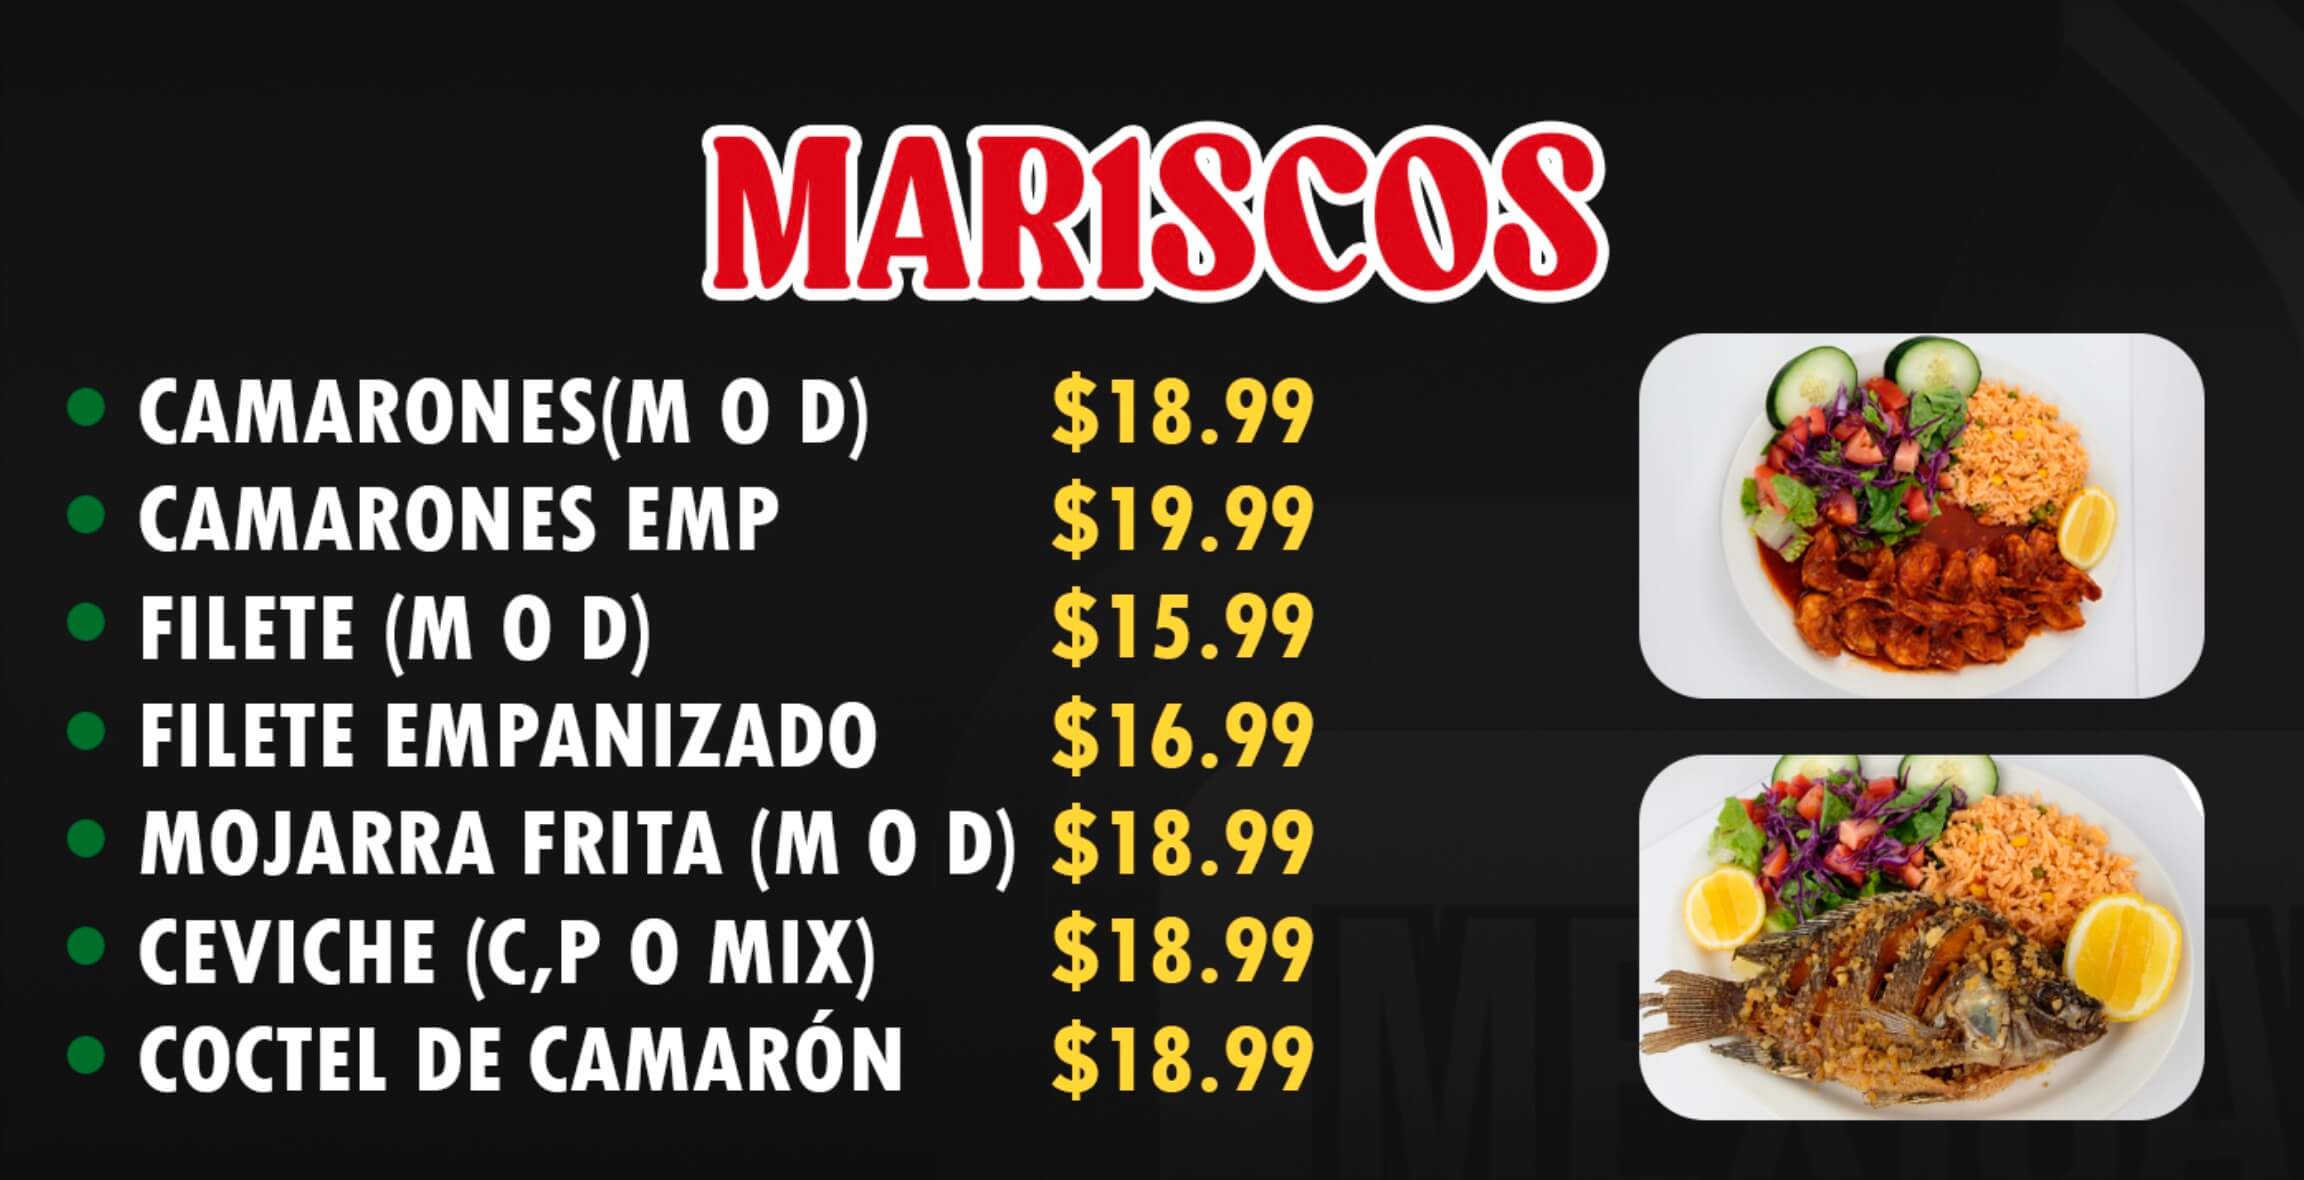 MARISCOS
CAMARONES(M O D) $18.99
CAMARONES EMP $19.99
FILETE (M O D) $15.99
FILETE EMPANIZADO $16.99
MOJARRA FRITA (M O D) $18.99
CEVICHE (C,P O MIX) $18.99
COCTEL DE CAMARÓN $18.99